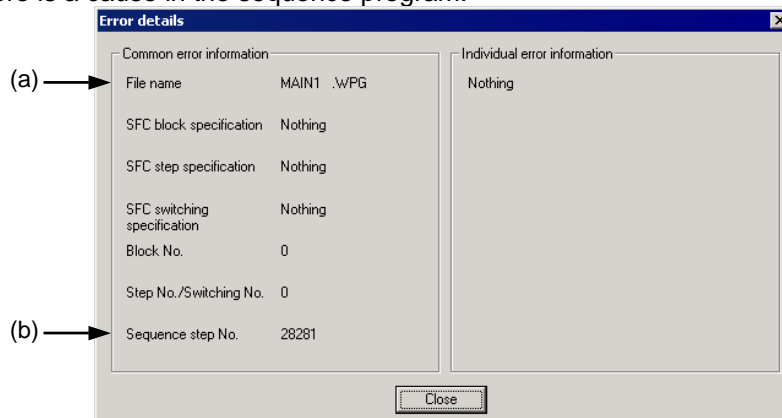 ere is a cause in the sequence program.
Error details
Common error information
(a)
File name MAIN1 .WPG
SFC block specification Nothing
SFC step specification Nothing
SFC switching
specification Nothing
Block No. 0
Step No./Switching No. 0
(b)
Sequence step No. 28281
Individual error information
Nothing
Close